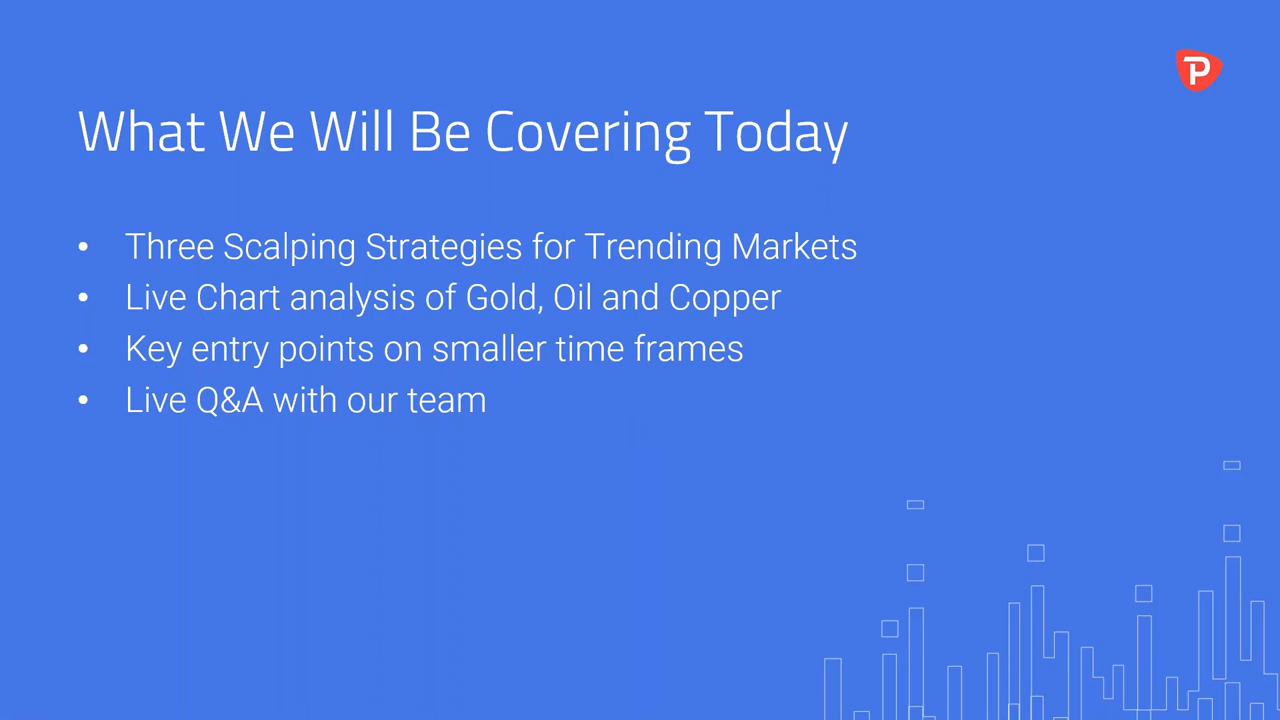 P
What We Will Be Covering Today
• Three Scalping Strategies for Trending Markets
• Live Chart analysis of Gold, Oil and Copper
• Key entry points on smaller time frames
• Live Q&A with our team